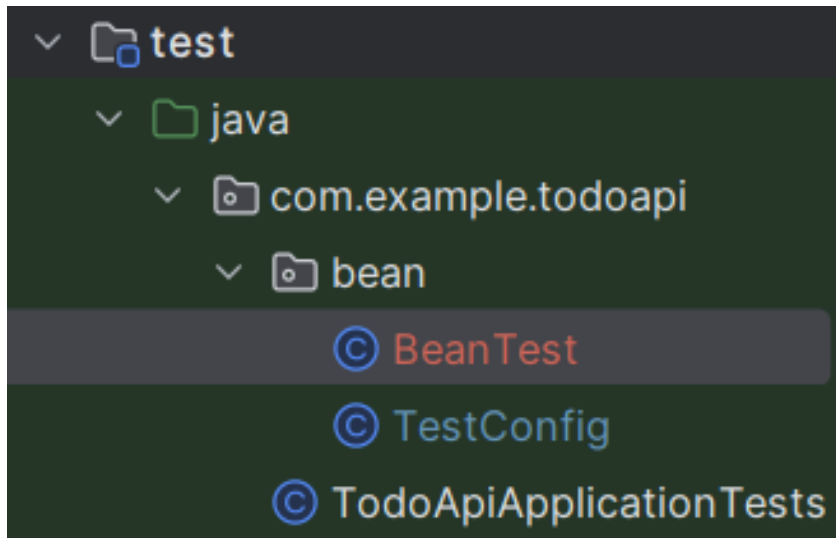 test
java
com.example.todoapi
bean
BeanTest
TestConfig
TodoApiApplicationTests